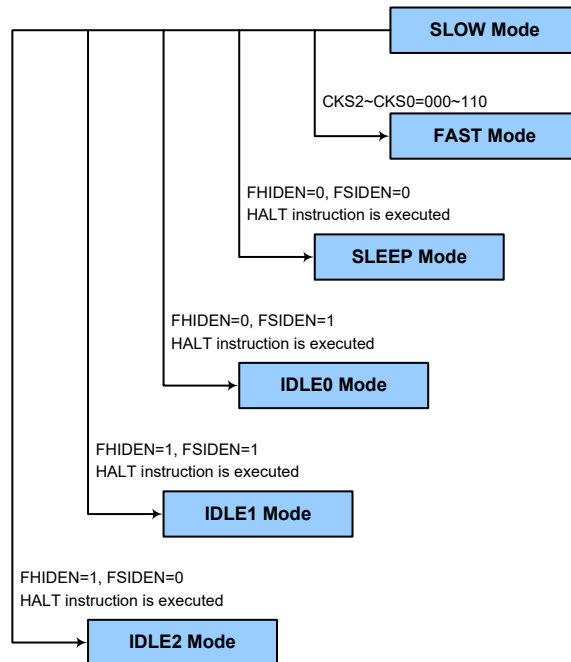 SLOW Mode
CKS2~CKS0=000~110
FAST Mode
FHIDEN=0, FSIDEN=0
HALT instruction is executed
SLEEP Mode
FHIDEN=0, FSIDEN=1
HALT instruction is executed
IDLE0 Mode
FHIDEN=1, FSIDEN=1
HALT instruction is executed
IDLE1 Mode
FHIDEN=1, FSIDEN=0
HALT instruction is executed
IDLE2 Mode